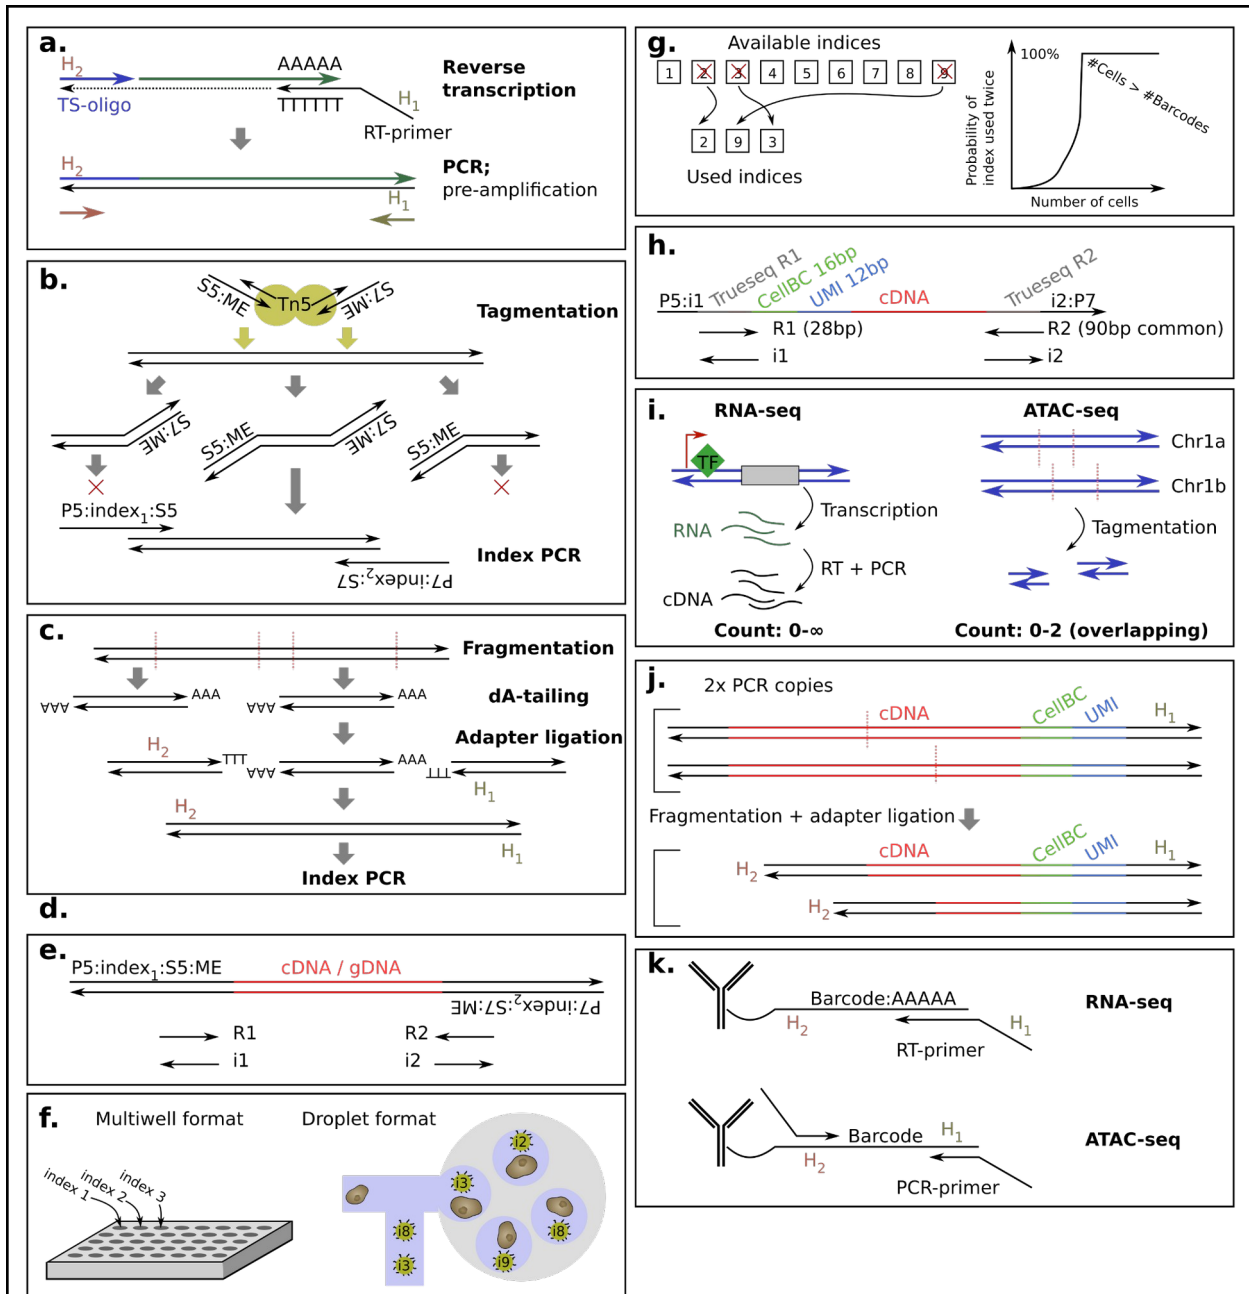 a.
H2
AAAAA
Reverse
transcription
TS-oligo
TTTTTT
H1
RT-primer
H2
PCR;
pre-amplification
H1
b.
S5:ME
Tn5
S7:ME
Tagmentation
S7:ME
S5:ME
S7:ME
S5:ME
P5:index1:S5
Index PCR
P7:index2:S7
c.
Fragmentation
AAA
AAA
AAA
AAA
dA-tailing
Adapter ligation
H2
TTT
AAA
AAA
TTT
H1
H2
H1
Index PCR
d.
e.
P5:index1:S5:ME
cDNA / gDNA
P7:index2:S7:ME
R1
R2
i1
i2
f.
Multiwell format
Droplet format
index 1
index 2
index 3
i2
i3
i8
i8
i3
i9
g.
Available indices
1 2 3 4 5 6 7 8 9
2 9 3
Used indices
Probability of
index used twice
100%
#Cells > #Barcodes
Number of cells
h.
P5:i1
Trueseq R1
CellBC 16bp
UMI 12bp
cDNA
Trueseq R2
i2:P7
R1 (28bp)
R2 (90bp common)
i1
i2
i.
RNA-seq
ATAC-seq
TF
Chr1a
Chr1b
Transcription
Tagmentation
RNA
RT + PCR
cDNA
Count: 0-∞
Count: 0-2 (overlapping)
j.
2x PCR copies
cDNA
CellBC
UMI
H1
Fragmentation + adapter ligation
cDNA
CellBC
UMI
H1
H2
H2
k.
Barcode:AAAAA
RNA-seq
H2
H1
RT-primer
Barcode
H1
ATAC-seq
H2
PCR-primer